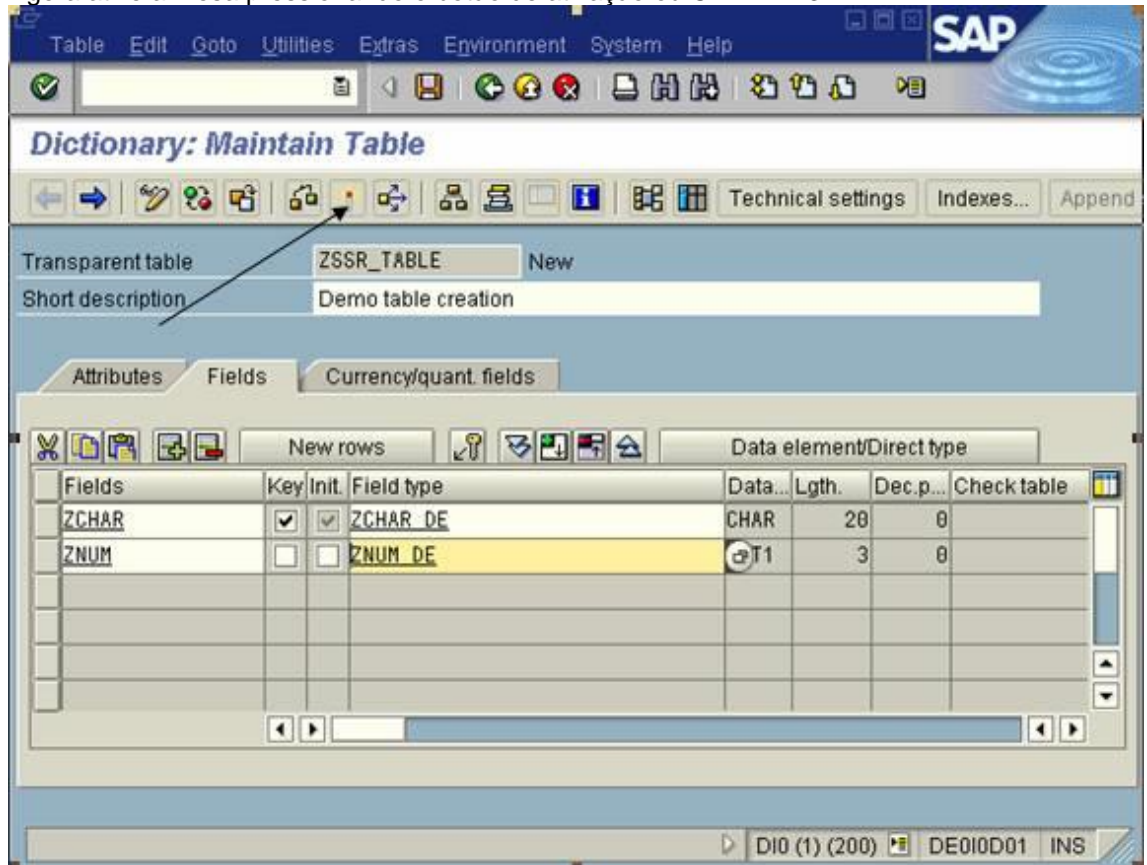 Table Edit Goto Utilities Extras Environment System Help
SAP
Dictionary: Maintain Table
Technical settings Indexes... Append
Transparent table ZSSR_TABLE New
Short description Demo table creation
Attributes Fields Currency/quant. fields
New rows Data element/Direct type
Fields Key Init. Field type Data... Lgth. Dec.p... Check table
ZCHAR ZCHAR_DE CHAR 20 0
ZNUM ZNUM_DE T1 3 0
DI0 (1) (200) DE0I0D01 INS